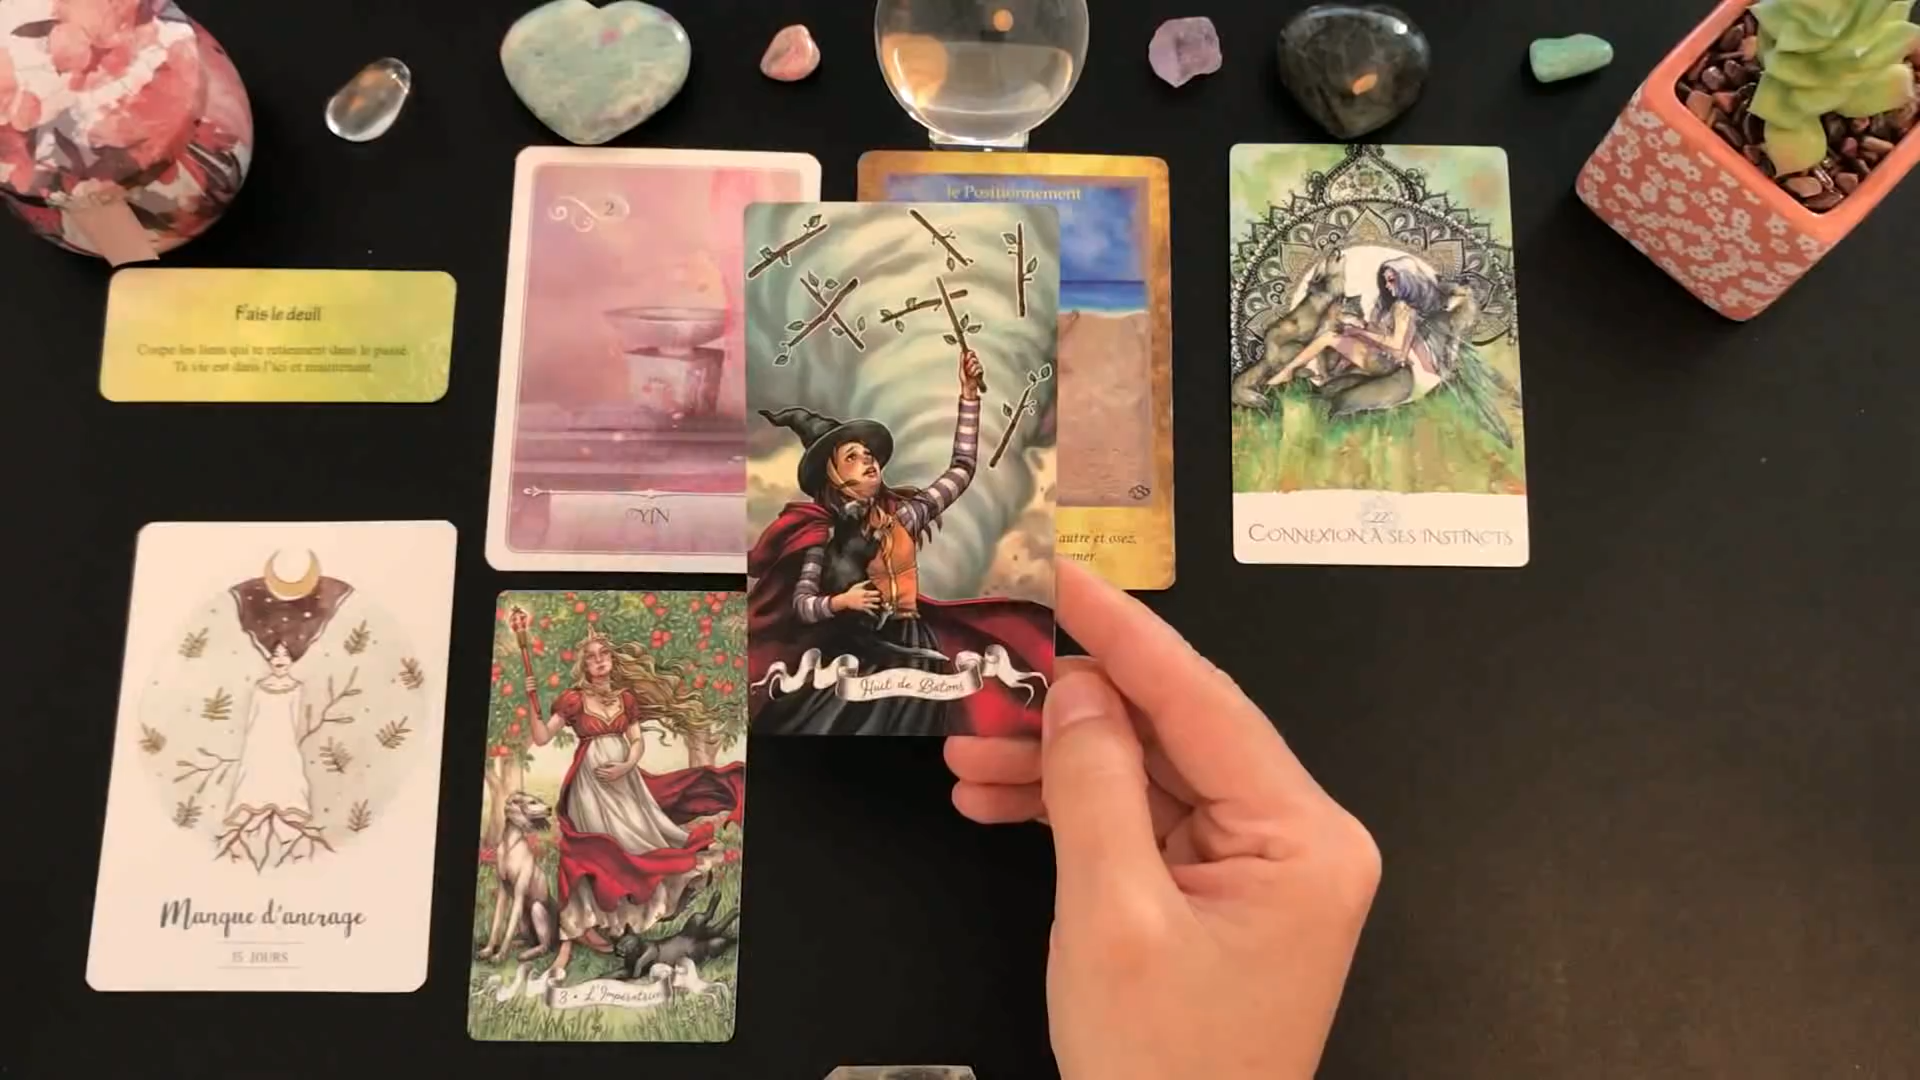 le Positionnement
2
Fais le deuil
Coupe les liens qui te retiennent dans le passé.
Ta vie est dans l'ici et maintenant.
YIN
22
CONNEXION À SES INSTINCTS
autre et osez,
Huit de Bâtons
Manque d'ancrage
15 JOURS
3 • L'Impératrice